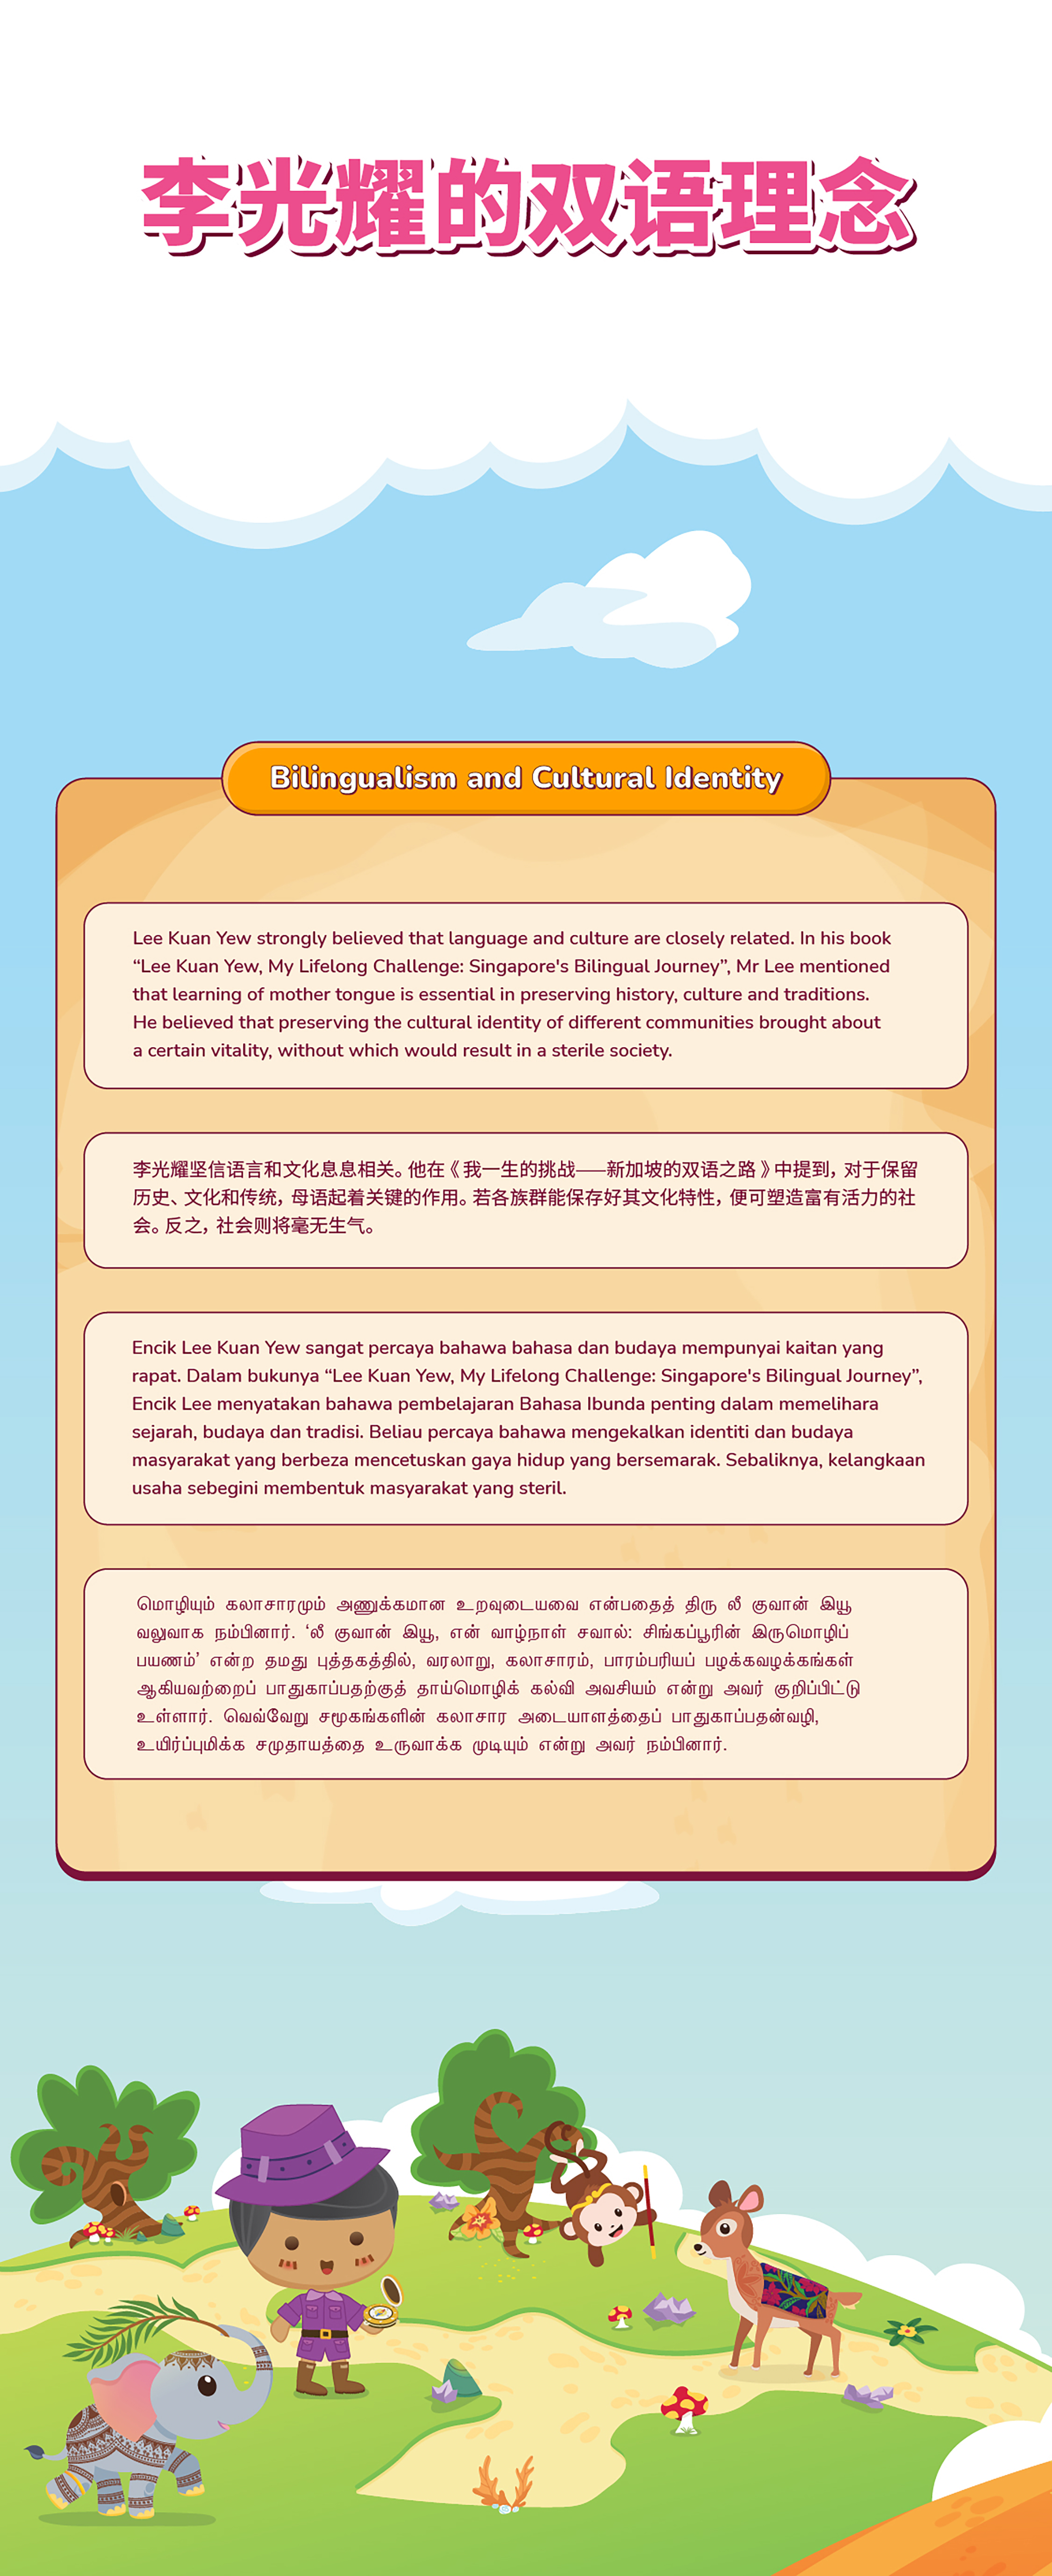 李光耀的双语理念
Bilingualism and Cultural Identity
Lee Kuan Yew strongly believed that language and culture are closely related. In his book
“Lee Kuan Yew, My Lifelong Challenge: Singapore's Bilingual Journey”, Mr Lee mentioned
that learning of mother tongue is essential in preserving history, culture and traditions.
He believed that preserving the cultural identity of different communities brought about
a certain vitality, without which would result in a sterile society.
李光耀坚信语言和文化息息相关。他在《我一生的挑战——新加坡的双语之路》中提到，对于保留
历史、文化和传统，母语起着关键的作用。若各族群能保存好其文化特性，便可塑造富有活力的社
会。反之，社会则将毫无生气。
Encik Lee Kuan Yew sangat percaya bahawa bahasa dan budaya mempunyai kaitan yang
rapat. Dalam bukunya “Lee Kuan Yew, My Lifelong Challenge: Singapore's Bilingual Journey”,
Encik Lee menyatakan bahawa pembelajaran Bahasa Ibunda penting dalam memelihara
sejarah, budaya dan tradisi. Beliau percaya bahawa mengekalkan identiti dan budaya
masyarakat yang berbeza mencetuskan gaya hidup yang bersemarak. Sebaliknya, kelangkaan
usaha sebegini membentuk masyarakat yang steril.
மொழியும் கலாசாரமும் அணுக்கமான உறவுடையவை என்பதைத் திரு லீ குவான் இயூ
வலுவாக நம்பினார். ‘லீ குவான் இயூ, என் வாழ்நாள் சவால்: சிங்கப்பூரின் இருமொழிப்
பயணம்’ என்ற தமது புத்தகத்தில், வரலாறு, கலாசாரம், பாரம்பரியப் பழக்கவழக்கங்கள்
ஆகியவற்றைப் பாதுகாப்பதற்குத் தாய்மொழிக் கல்வி அவசியம் என்று அவர் குறிப்பிட்டு
உள்ளார். வெவ்வேறு சமூகங்களின் கலாசார அடையாளத்தைப் பாதுகாப்பதன்வழி,
உயிர்ப்புமிக்க சமுதாயத்தை உருவாக்க முடியும் என்று அவர் நம்பினார்.